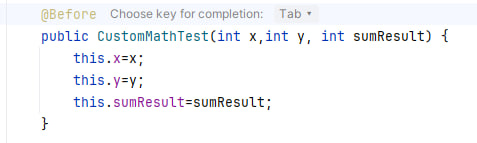 @Before Choose key for completion: Tab
public CustomMathTest(int x,int y, int sumResult) {
this.x=x;
this.y=y;
this.sumResult=sumResult;
}